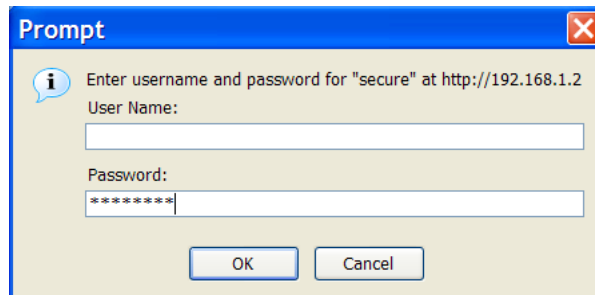 Prompt
Enter username and password for "secure" at http://192.168.1.2
User Name:
Password:
********
OK
Cancel